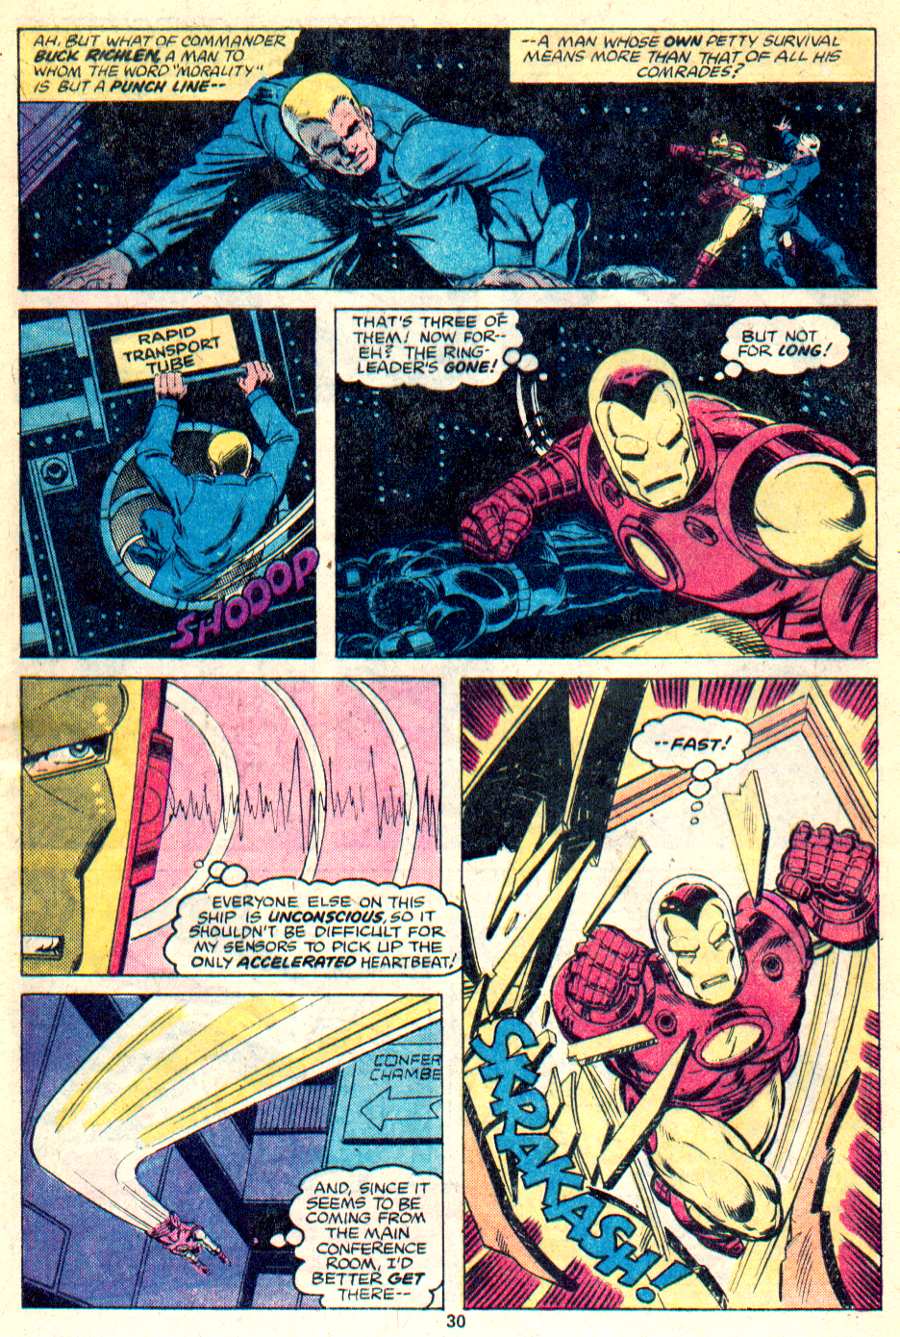 AH, BUT WHAT OF COMMANDER
BUCK RICHLEN, A MAN TO
WHOM THE WORD "MORALITY"
IS BUT A PUNCH LINE--
--A MAN WHOSE OWN PETTY SURVIVAL
MEANS MORE THAN THAT OF ALL HIS
COMRADES?
RAPID
TRANSPORT
TUBE
SHOOOP
THAT'S THREE OF
THEM! NOW FOR--
EH? THE RING-
LEADER'S GONE!
BUT NOT
FOR LONG!
EVERYONE ELSE ON THIS
SHIP IS UNCONSCIOUS, SO IT
SHOULDN'T BE DIFFICULT FOR
MY SENSORS TO PICK UP THE
ONLY ACCELERATED HEARTBEAT!
CONFER
CHAMBE
AND, SINCE IT
SEEMS TO BE
COMING FROM
THE MAIN
CONFERENCE
ROOM, I'D
BETTER GET
THERE--
--FAST!
SKRAKASH!
30